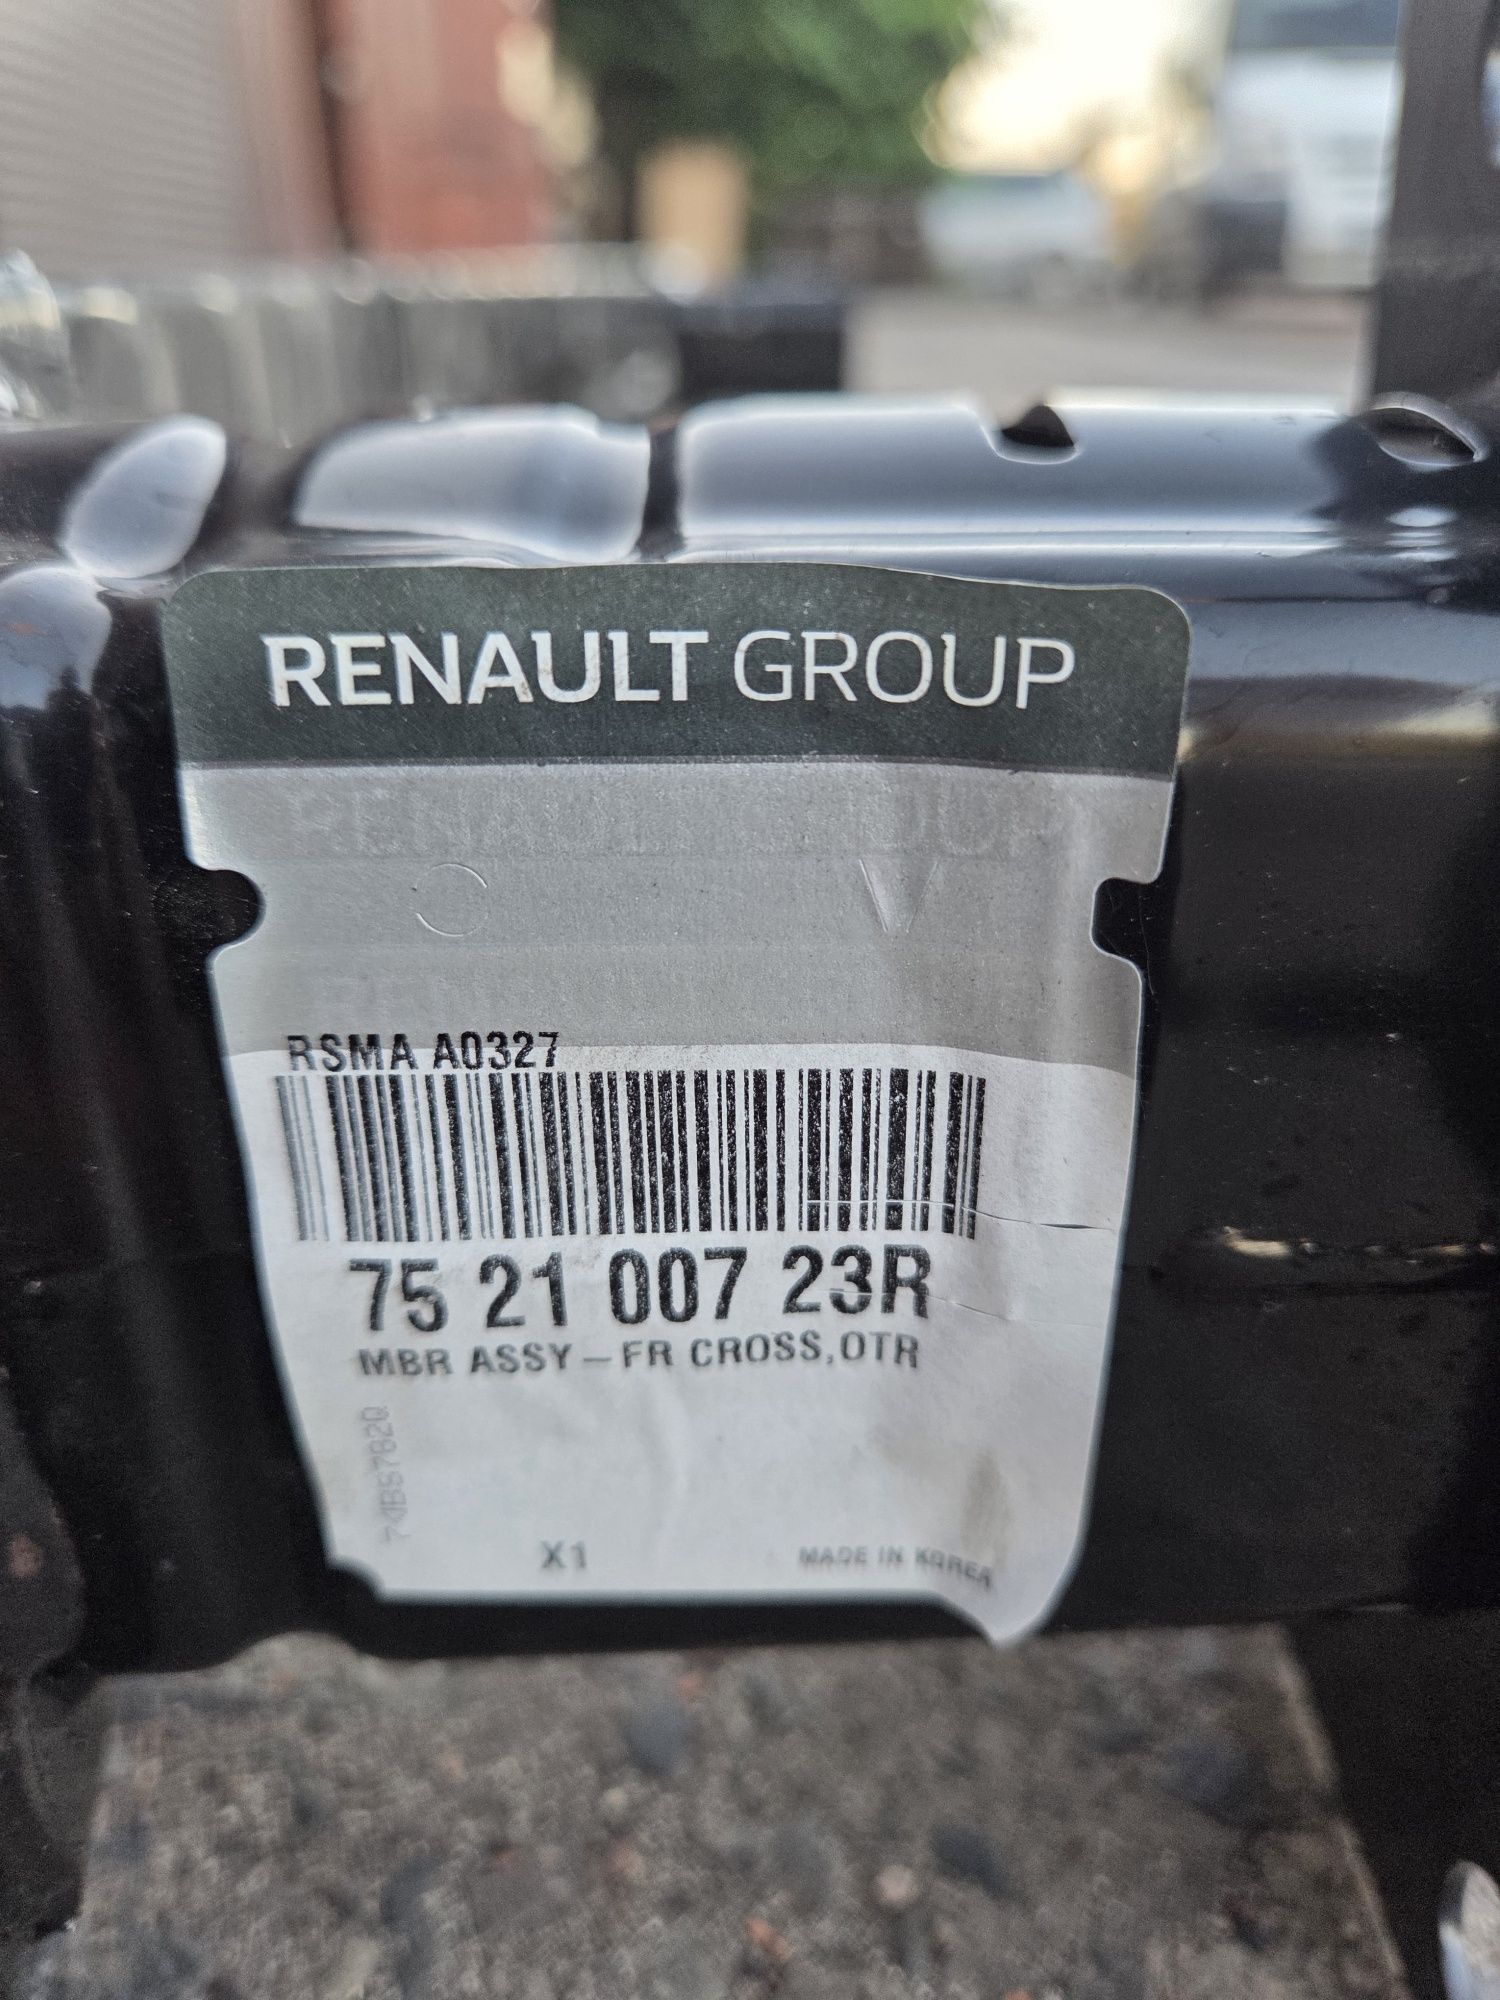 RENAULT GROUP
RSMA A0327
75 21 007 23R
MBR ASSY-FR CROSS,OTR
X1
MADE IN KOREA